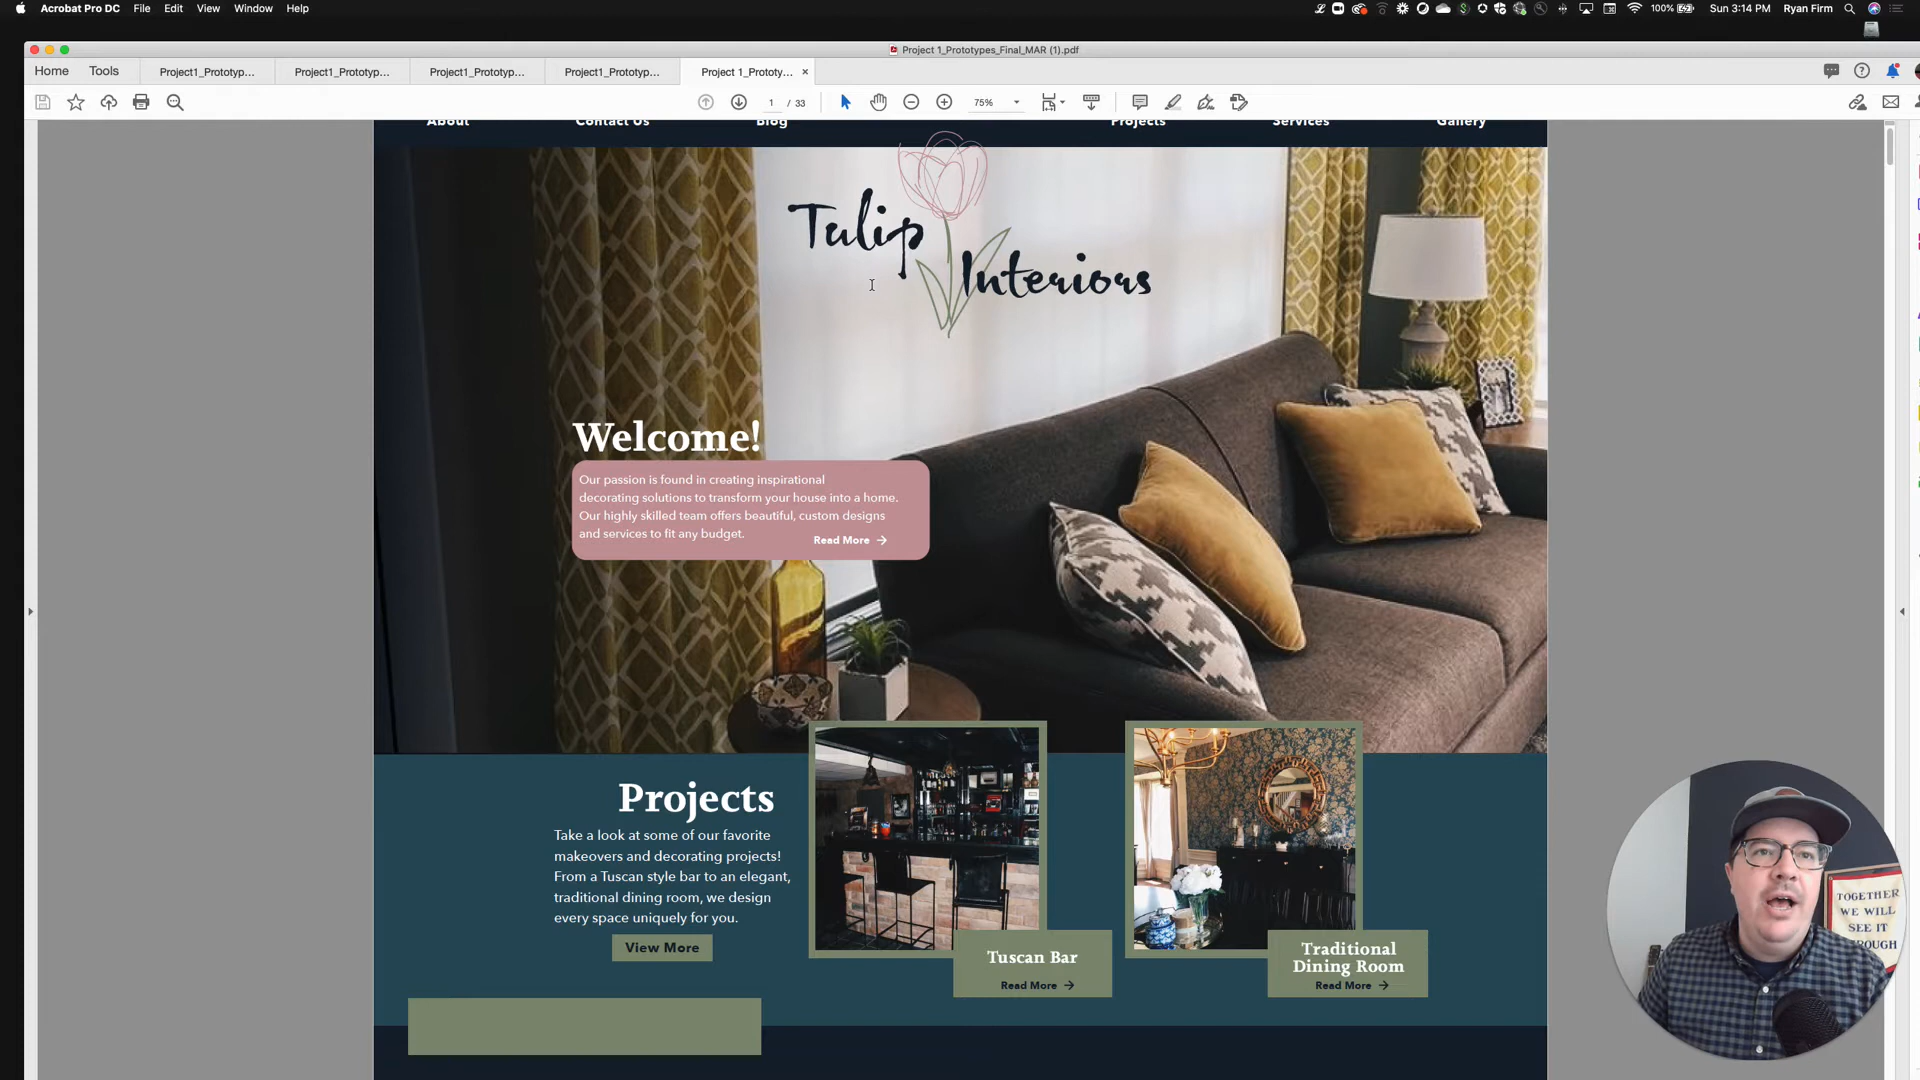 Acrobat Pro DC File Edit View Window Help
100% Sun 3:14 PM Ryan Firm
Project 1_Prototypes_Final_MAR (1).pdf
Home Tools Project1_Prototyp... Project1_Prototyp... Project1_Prototyp... Project1_Prototyp... Project 1_Prototy... ×
1 / 33 75%
About Contact Us Blog Projects Services Gallery
Tulip
Interiors
Welcome!
Our passion is found in creating inspirational
decorating solutions to transform your house into a home.
Our highly skilled team offers beautiful, custom designs
and services to fit any budget.
Read More →
Projects
Take a look at some of our favorite
makeovers and decorating projects!
From a Tuscan style bar to an elegant,
traditional dining room, we design
every space uniquely for you.
View More
Tuscan Bar
Read More →
Traditional
Dining Room
Read More →
TOGETHER
WE WILL
SEE IT
THROUGH